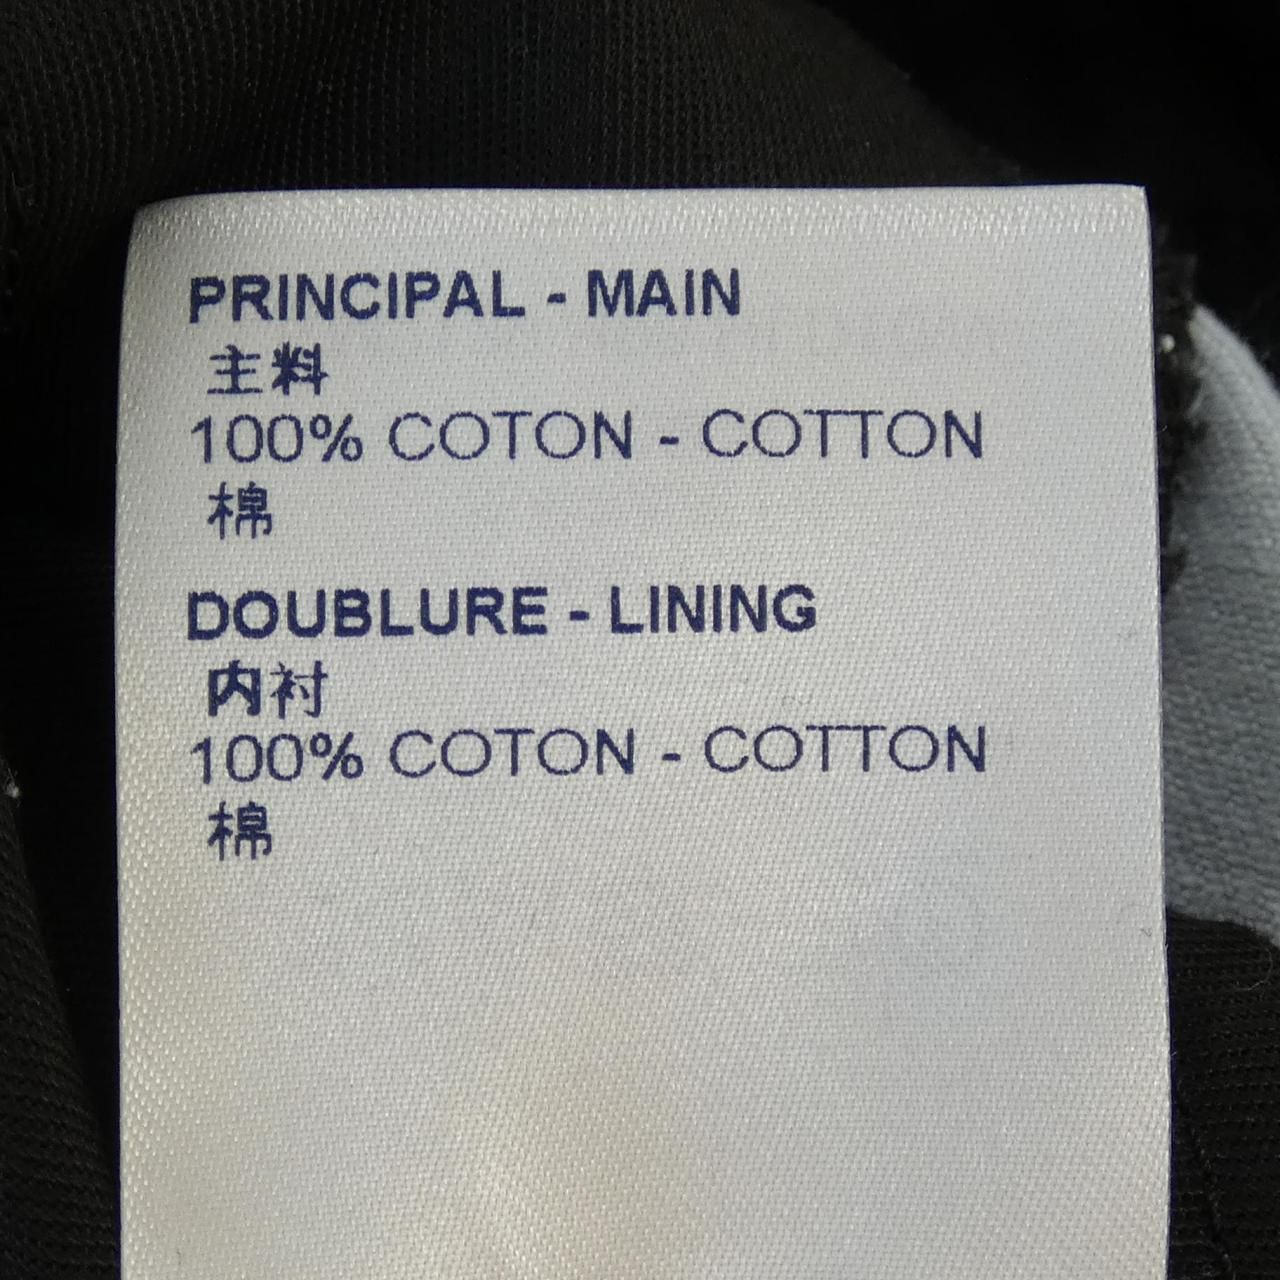 PRINCIPAL - MAIN
主料
100% COTON - COTTON
棉
DOUBLURE - LINING
内衬
100% COTON - COTTON
棉